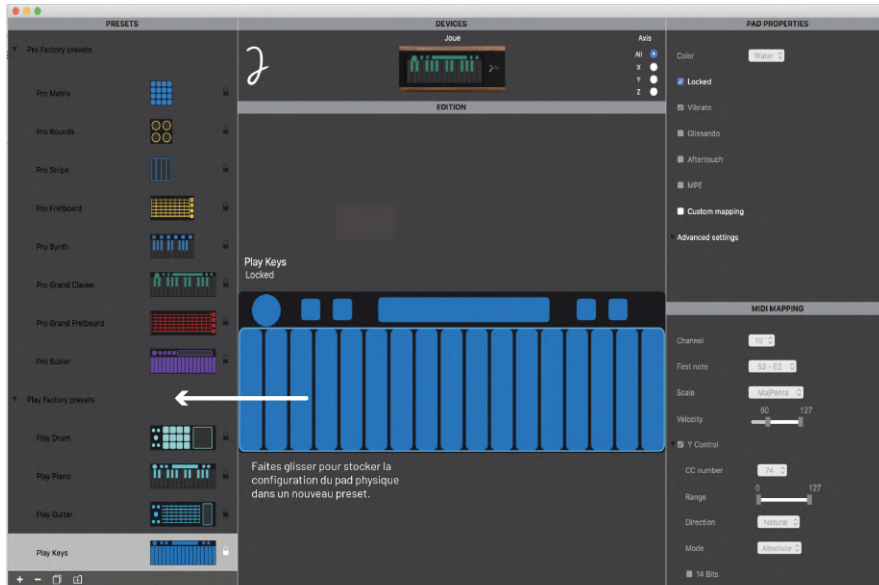 PRESETS
DEVICES
PAD PROPERTIES
Pro Factory presets
Pro Matrix
Pro Rounds
Pro Strips
Pro Fretboard
Pro Synth
Pro Grand Clavier
Pro Grand Fretboard
Pro Scaler
Play Factory presets
Play Drum
Play Piano
Play Guitar
Play Keys
Joue
Axis
All
X
Y
Z
EDITION
Play Keys
Locked
Faites glisser pour stocker la
configuration du pad physique
dans un nouveau preset.
Color
Water
Locked
Vibrato
Glissando
Aftertouch
MPE
Custom mapping
Advanced settings
MIDI MAPPING
Channel
10
First note
52 - E2
Scale
MajPenta
Velocity
50
127
Y Control
CC number
74
Range
0
127
Direction
Natural
Mode
Absolute
14 Bits